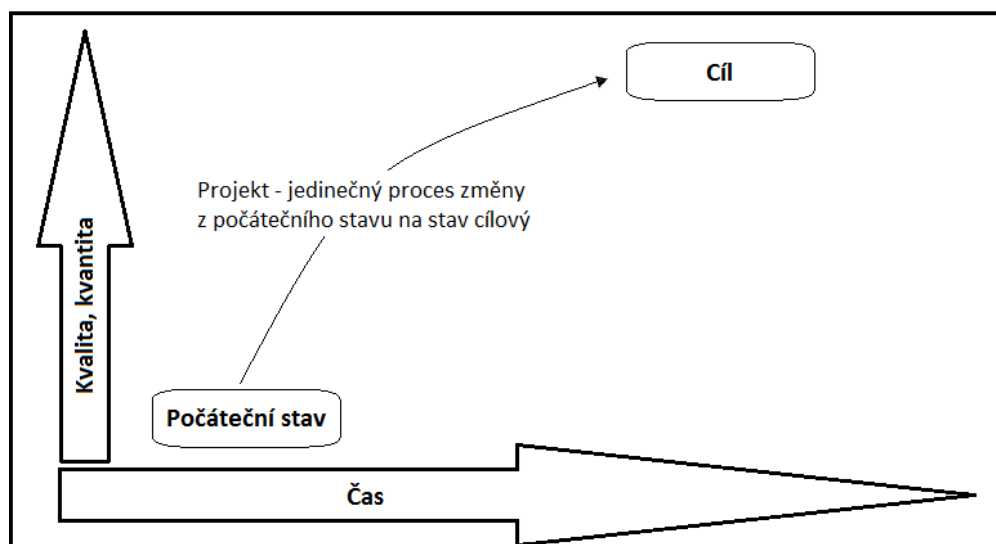 Cíl
Projekt - jedinečný proces změny
z počátečního stavu na stav cílový
Kvalita, kvantita
Počáteční stav
Čas